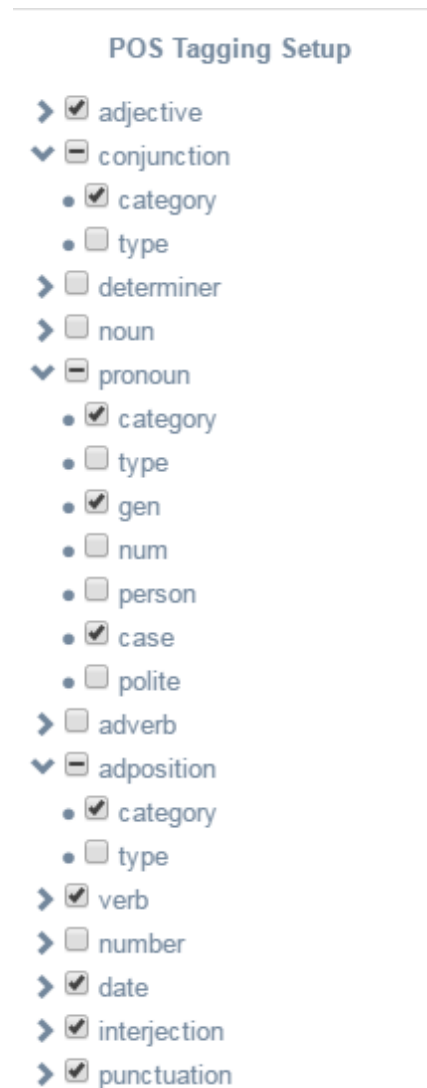 POS Tagging Setup
adjective
conjunction
category
type
determiner
noun
pronoun
category
type
gen
num
person
case
polite
adverb
adposition
category
type
verb
number
date
interjection
punctuation